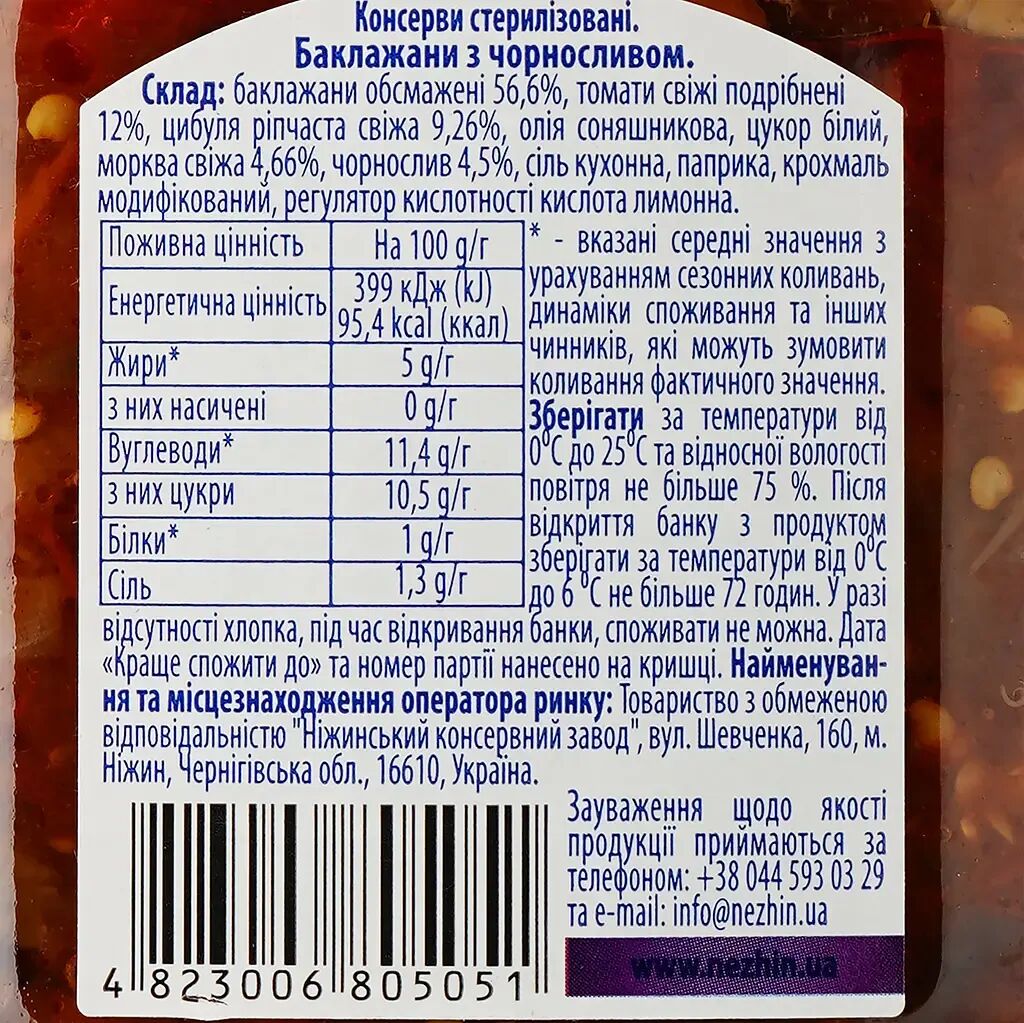 Консерви стерилізовані.
Баклажани з чорносливом.
Склад: баклажани обсмажені 56,6%, томати свіжі подрібнені
12%, цибуля ріпчаста свіжа 9,26%, олія соняшникова, цукор білий,
морква свіжа 4,66%, чорнослив 4,5%, сіль кухонна, паприка, крохмаль
модифікований, регулятор кислотності кислота лимонна.
Поживна цінність На 100 g/г
Енергетична цінність 399 кДж (kJ)
95,4 kcal (ккал)
Жири* 5 g/г
з них насичені 0 g/г
Вуглеводи* 11,4 g/г
з них цукри 10,5 g/г
Білки* 1 g/г
Сіль 1,3 g/г
* - вказані середні значення з
урахуванням сезонних коливань,
динаміки споживання та інших
чинників, які можуть зумовити
коливання фактичного значення.
Зберігати за температури від
0°С до 25°С та відносної вологості
повітря не більше 75 %. Після
відкриття банку з продуктом
зберігати за температури від 0°С
до 6 °С не більше 72 годин. У разі
відсутності хлопка, під час відкривання банки, споживати не можна. Дата
«Краще спожити до» та номер партії нанесено на кришці. Найменуван-
ня та місцезнаходження оператора ринку: Товариство з обмеженою
відповідальністю "Ніжинський консервний завод", вул. Шевченка, 160, м.
Ніжин, Чернігівська обл., 16610, Україна.
Зауваження щодо якості
продукції приймаються за
телефоном: +38 044 593 03 29
та e-mail: info@nezhin.ua
www.nezhin.ua
4 823006 805051